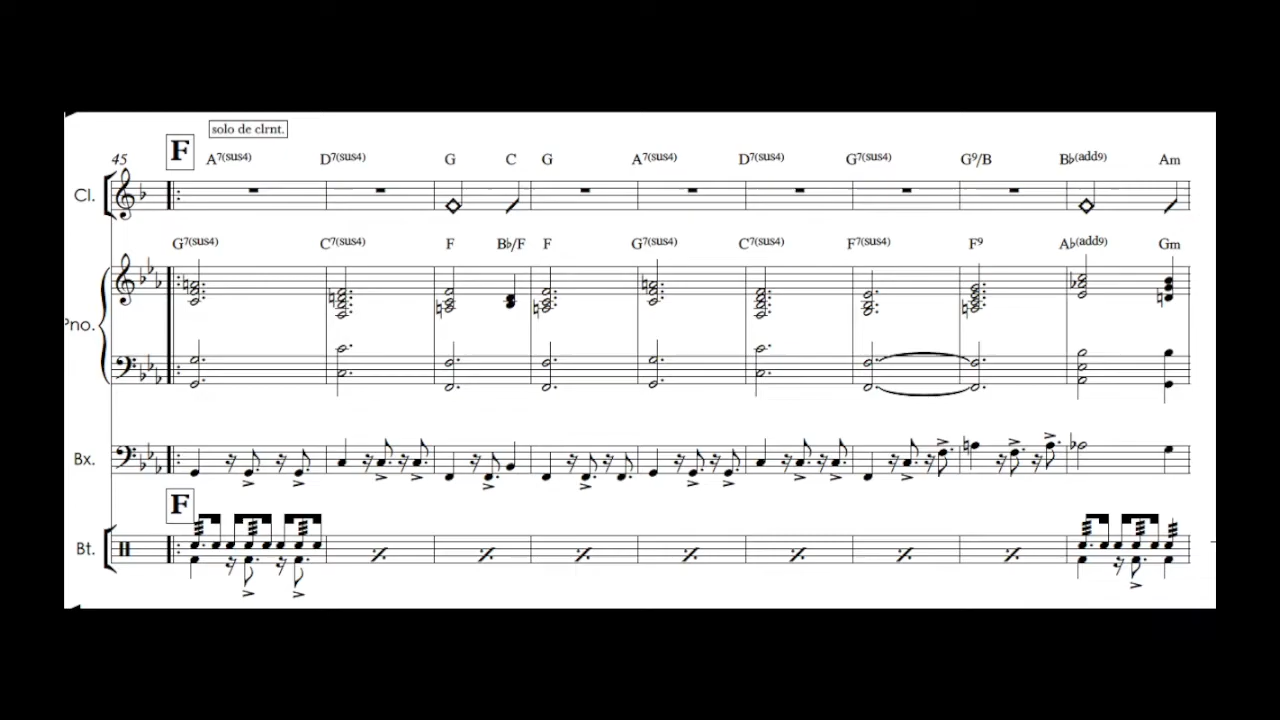 solo de clrnt.
45 F A7(sus4) D7(sus4) G C G A7(sus4) D7(sus4) G7(sus4) G9/B B♭(add9) Am
Cl.
G7(sus4) C7(sus4) F B♭/F F G7(sus4) C7(sus4) F7(sus4) F9 A♭(add9) Gm
Pno.
Bx.
F
Bt.